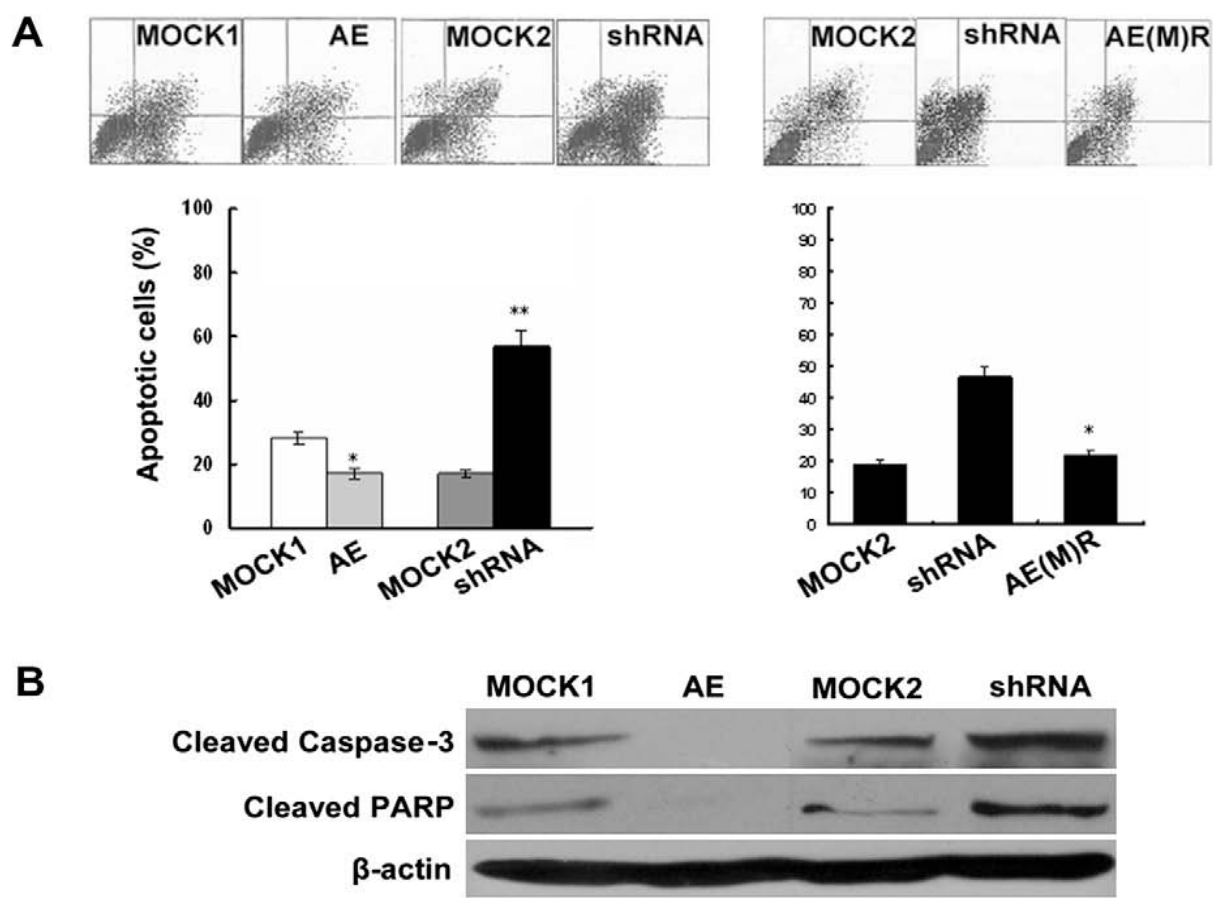 A
MOCK1 AE MOCK2 shRNA MOCK2 shRNA AE(M)R
Apoptotic cells (%)
100
80
60
40
20
0
*
**
MOCK1 AE MOCK2 shRNA
100
90
80
70
60
50
40
30
20
10
0
*
MOCK2 shRNA AE(M)R
B
MOCK1 AE MOCK2 shRNA
Cleaved Caspase-3
Cleaved PARP
β-actin